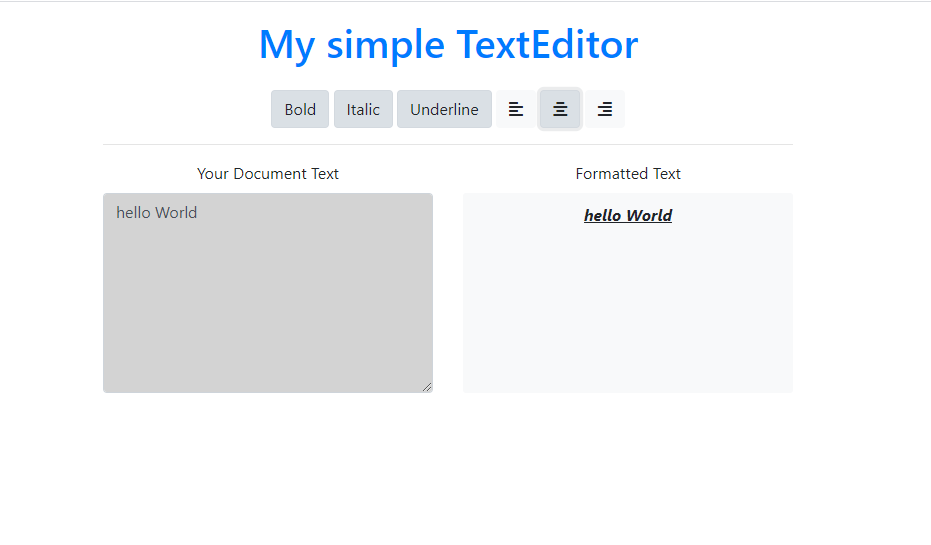 My simple TextEditor
Bold Italic Underline
Your Document Text Formatted Text
hello World hello World